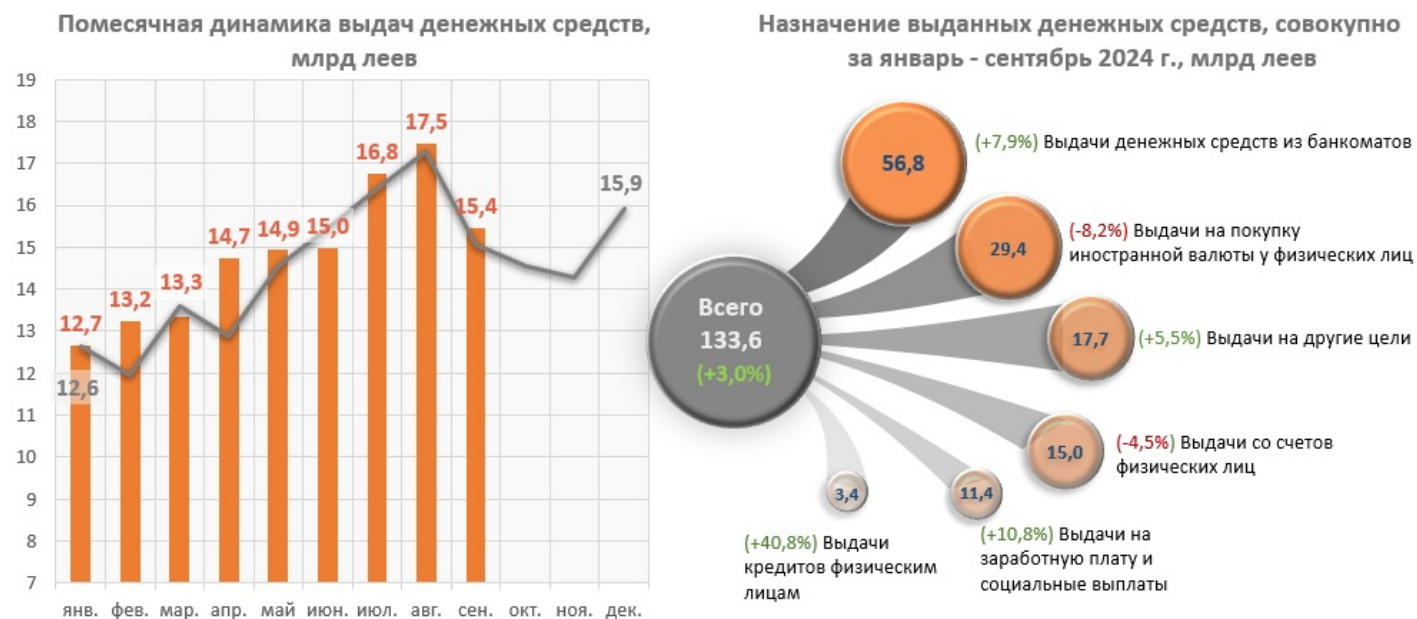 Помесячная динамика выдач денежных средств,
млрд леев
19
18
17
16
15
14
13
12
11
10
9
8
7
12,7
13,2
13,3
14,7
14,9
15,0
16,8
17,5
15,4
15,9
12,6
янв. фев. мар. апр. май июн. июл. авг. сен. окт. ноя. дек.
Назначение выданных денежных средств, совокупно
за январь - сентябрь 2024 г., млрд леев
Всего
133,6
(+3,0%)
56,8
(+7,9%) Выдачи денежных средств из банкоматов
29,4
(-8,2%) Выдачи на покупку
иностранной валюты у физических лиц
17,7
(+5,5%) Выдачи на другие цели
15,0
(-4,5%) Выдачи со счетов
физических лиц
11,4
(+10,8%) Выдачи на
заработную плату и
социальные выплаты
3,4
(+40,8%) Выдачи
кредитов физическим
лицам